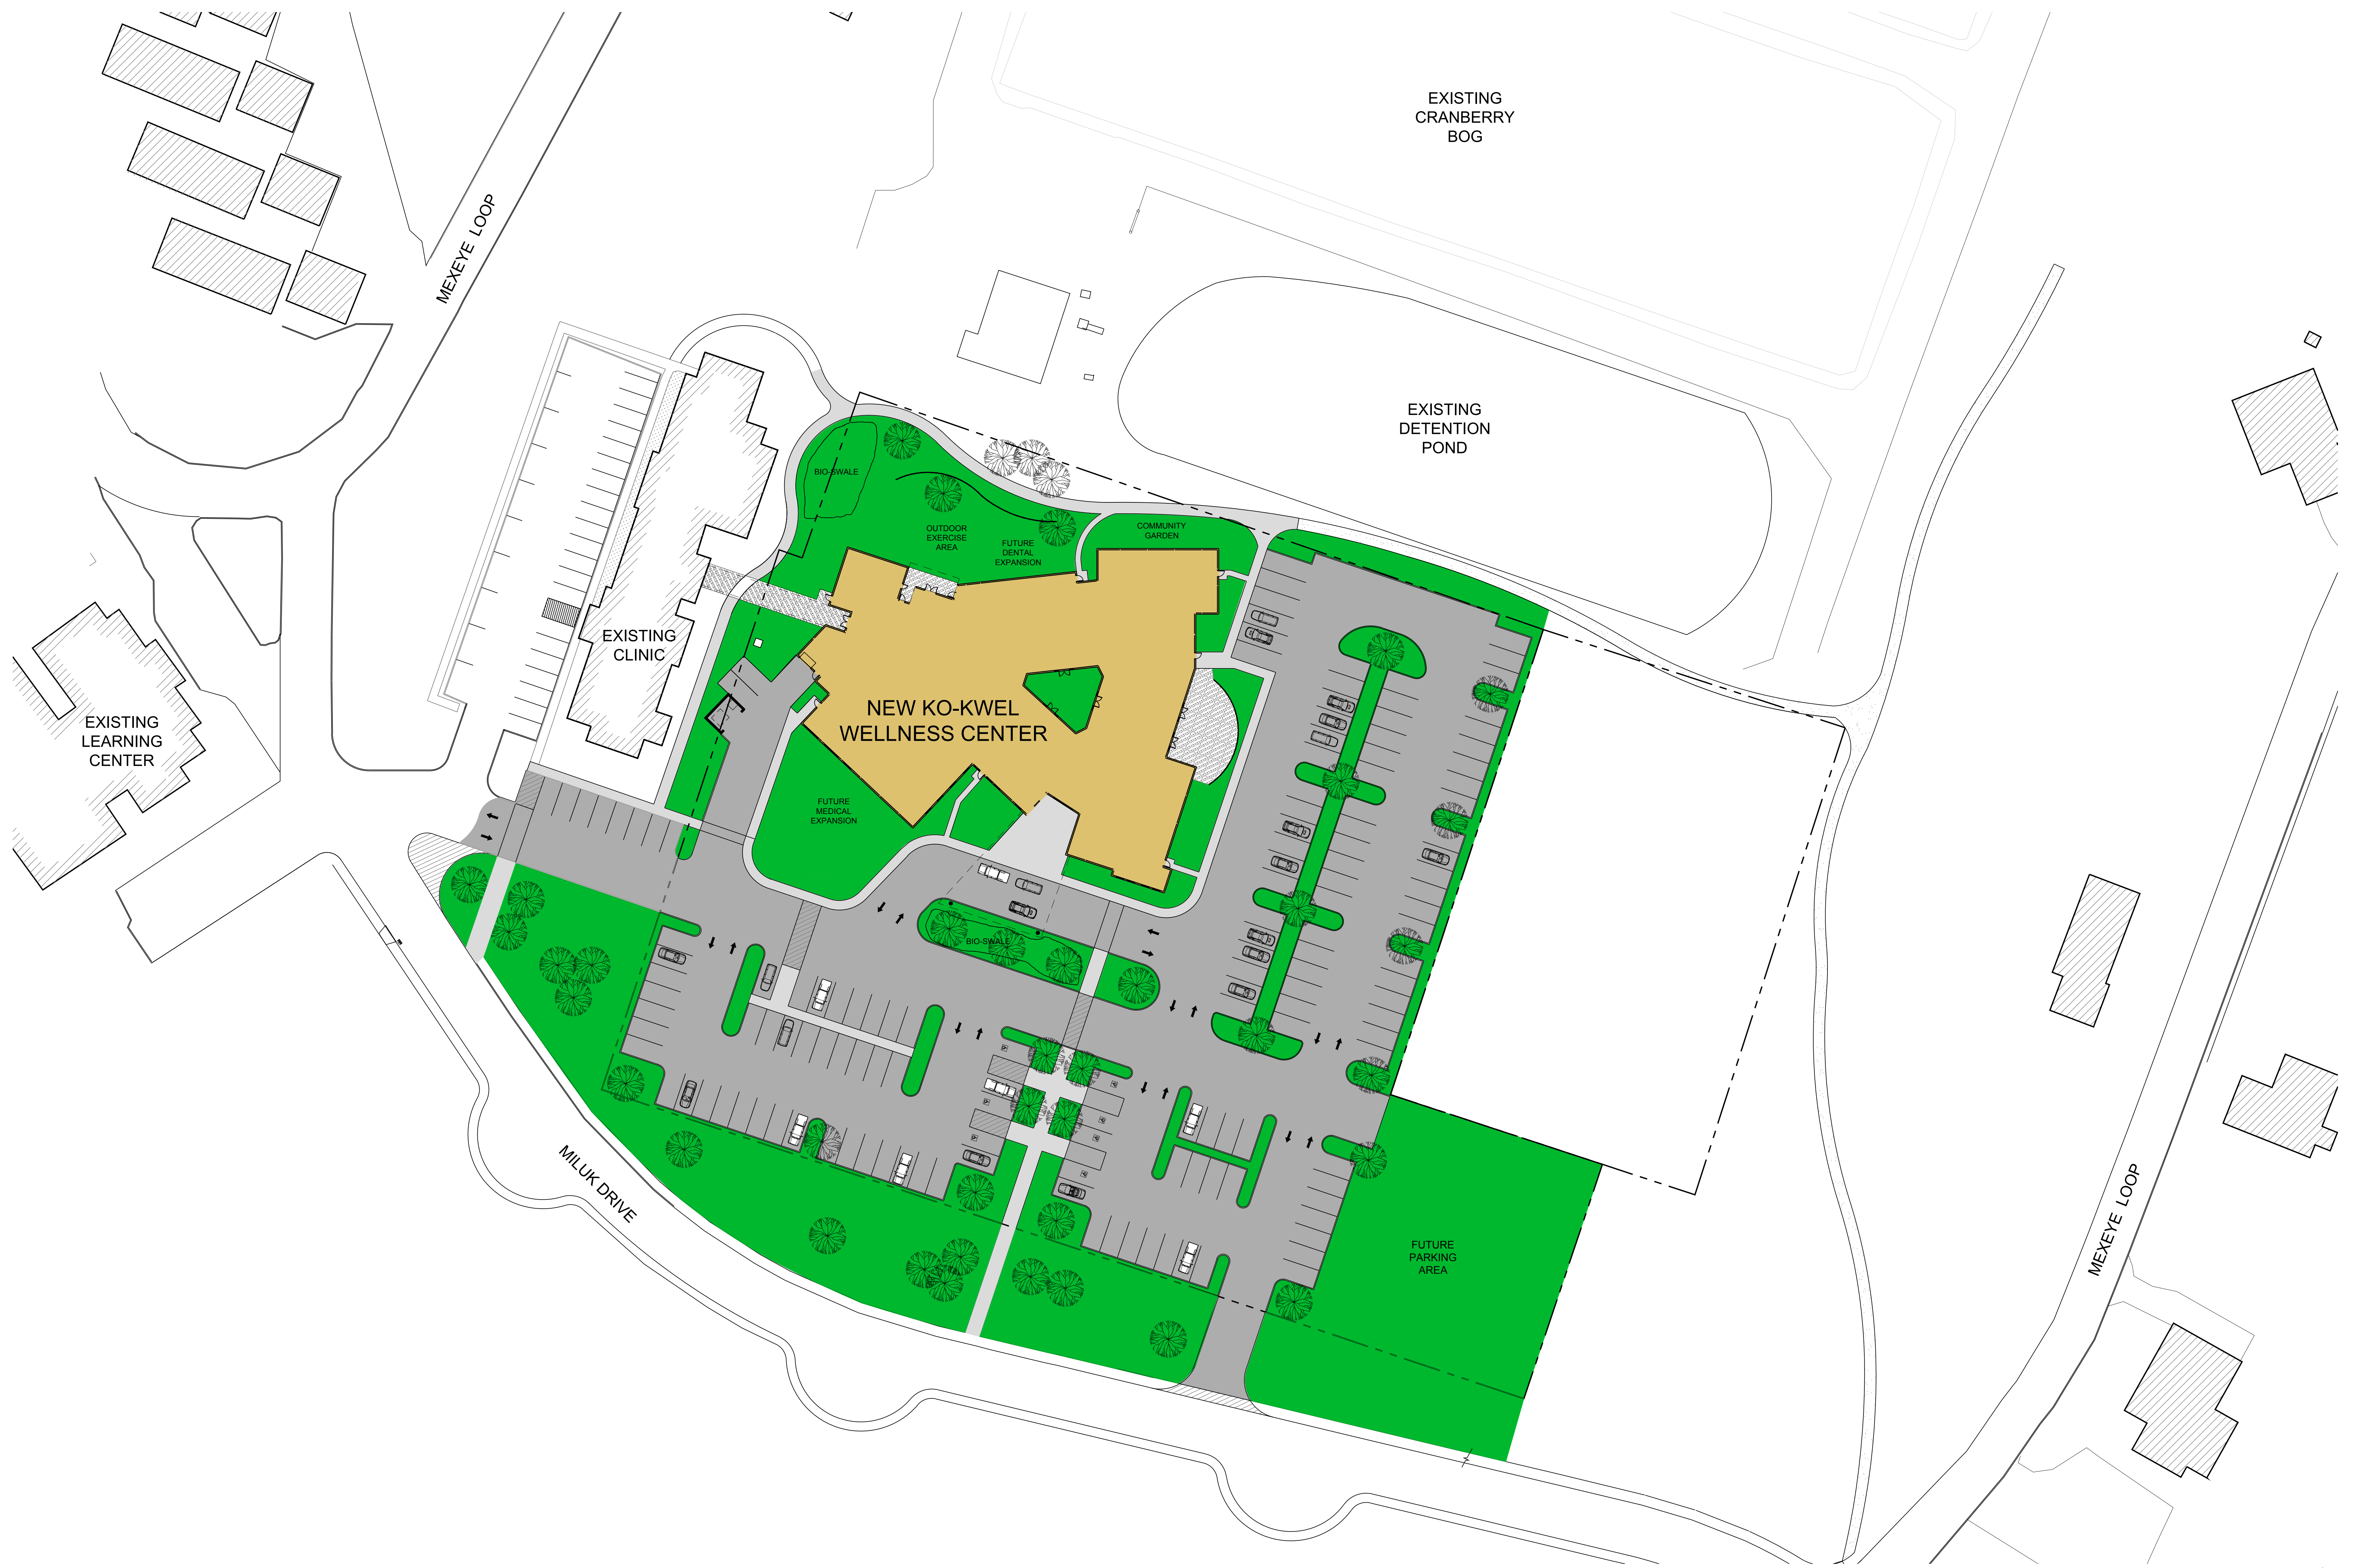 EXISTING
CRANBERRY
BOG
MEXEYE LOOP
EXISTING
DETENTION
POND
BIO-SWALE
OUTDOOR
EXERCISE
AREA
FUTURE
DENTAL
EXPANSION
COMMUNITY
GARDEN
EXISTING
CLINIC
EXISTING
LEARNING
CENTER
NEW KO-KWEL
WELLNESS CENTER
FUTURE
MEDICAL
EXPANSION
BIO-SWALE
MILUK DRIVE
FUTURE
PARKING
AREA
MEXEYE LOOP